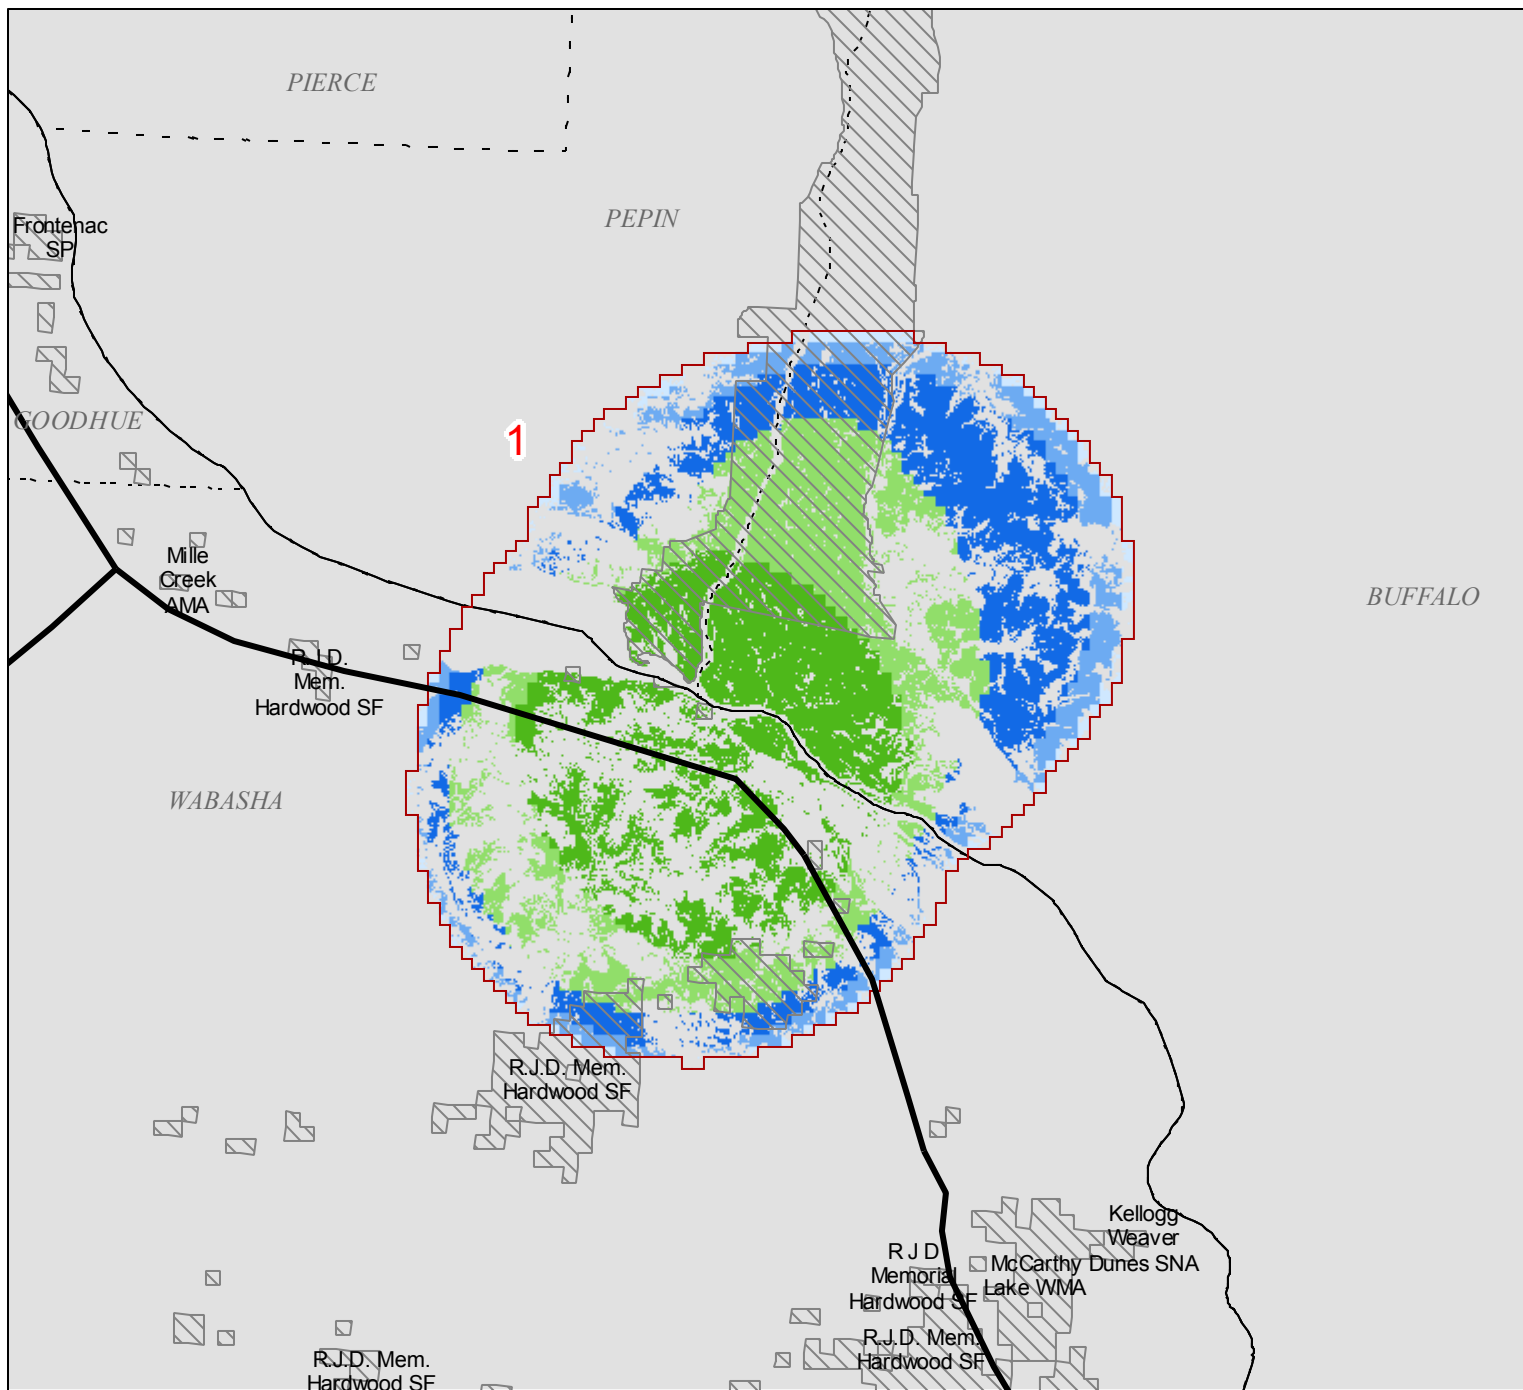 PIERCE
PEPIN
Frontenac
SP
GOODHUE
1
Mille
Creek
AMA
BUFFALO
R.J.D.
Mem.
Hardwood SF
WABASHA
R.J.D. Mem.
Hardwood SF
Kellogg
Weaver
McCarthy Dunes SNA
Lake WMA
R J D
Memorial
Hardwood SF
R.J.D. Mem.
Hardwood SF
R.J.D. Mem.
Hardwood SF